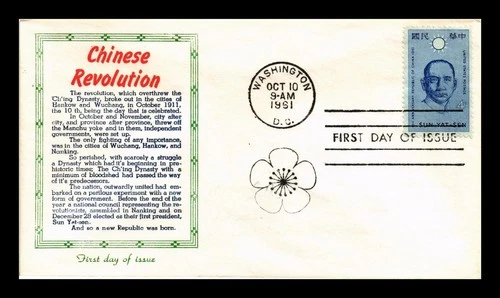 Chinese
Revolution
The revolution, which overthrew the
Ch'ing Dynasty, broke out in the cities of
Hankow and Wuchang, in October 1911,
the 10 th, being the day that is celebrated.
In October and November, city after
city, and province after province, threw off
the Manchu yoke and in them, independent
governments, were set up.
The only fighting of any importance,
was in the cities of Wuchang, Hankow, and
Nanking.
So perished, with scarcely a struggle
a Dynasty which had it's beginning in pre-
historic times; The Ch'ing Dynasty with a
minimum of bloodshed had passed the way
of it's predecessors.
The nation, outwardly united had em-
barked on a perilous experiment with a new
form of government. Before the end of the
year a national council representing the re-
volutionists, assembled in Nanking and on
December 28 elected as their first president,
Sun Yat-sen.
And so a new Republic was born.
First day of issue
WASHINGTON
OCT 10
9-AM
1961
D.C.
FIRST DAY OF ISSUE
國民 華中
SUN YAT-SEN